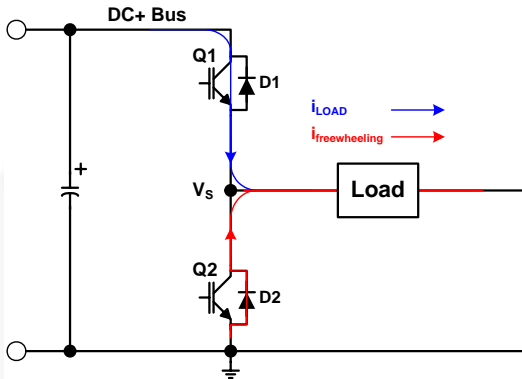 DC+ Bus
Q1
D1
iLOAD
ifreewheeling
+
VS
Load
Q2
D2